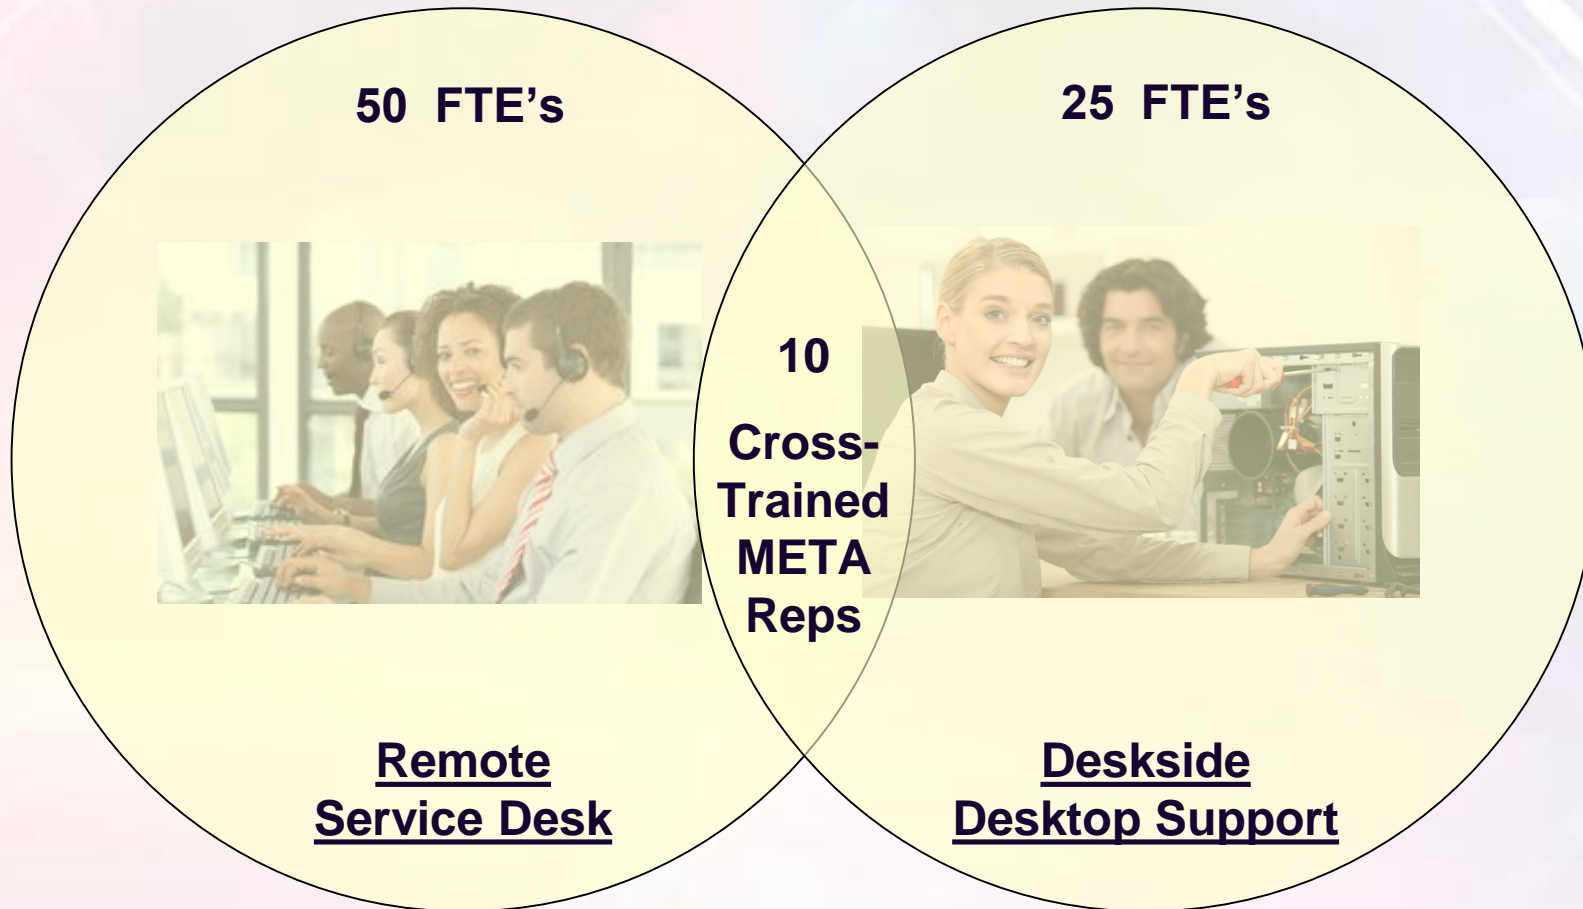 50 FTE’s
25 FTE’s
10
Cross-
Trained
META
Reps
Remote
Service Desk
Deskside
Desktop Support